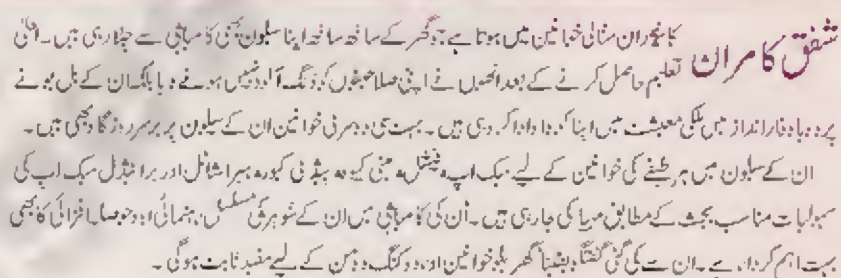 شفق کامران کا شمار ان مثالی خواتین میں ہوتا ہے جو گھر کے ساتھ ساتھ اپنا سیلون بھی کامیابی سے چلا رہی ہیں۔ اعلیٰ
تعلیم حاصل کرنے کے بعد انھوں نے اپنی صلاحیتوں کو زنگ آلود نہیں ہونے دیا بلکہ ان کے بل بوتے
پر وہ باوقار انداز میں ملکی معیشت میں اپنا کردار ادا کر رہی ہیں۔ بہت سی دوسری خواتین ان کے سیلون پر برسرِ روزگار بھی ہیں۔
ان کے سیلون میں ہر طبقے کی خواتین کے لیے میک اپ، فیشل، مینی کیور، پیڈی کیور، ہیئر اسٹائل اور برائیڈل میک اپ کی
سہولیات مناسب بجٹ کے مطابق مہیا کی جا رہی ہیں۔ اُن کی کامیابی میں ان کے شوہر کی مسلسل رہنمائی اور حوصلہ افزائی کا بھی
بہت اہم کردار ہے۔ ان سے کی گئی گفتگو یقیناً گھریلو خواتین اور ورکنگ وومن کے لیے مفید ثابت ہوگی۔